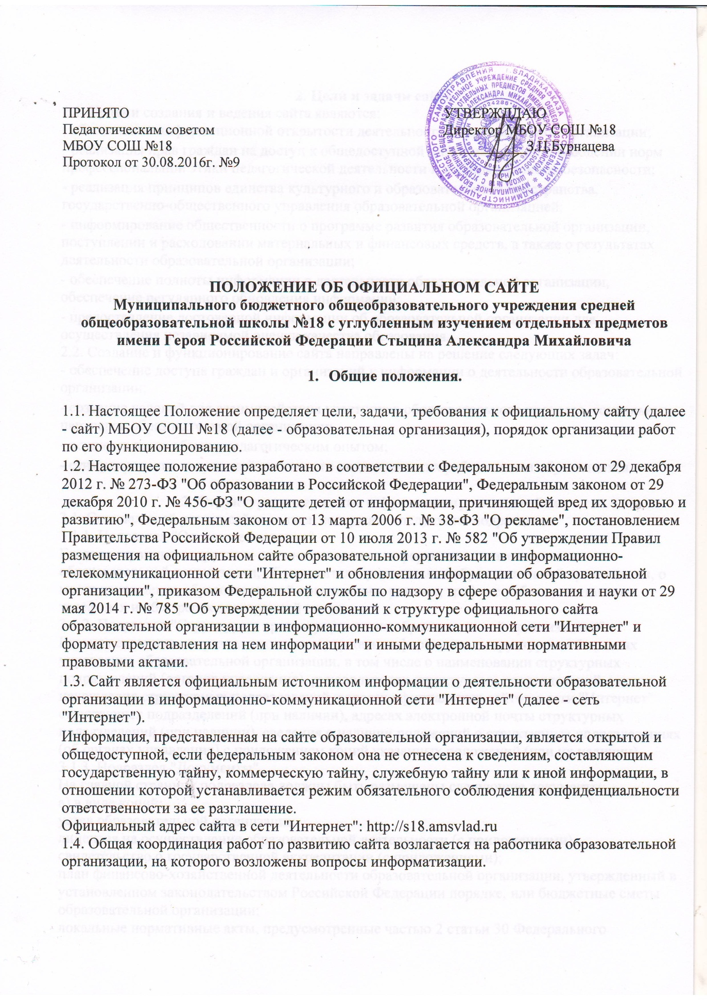 ПРИНЯТО
Педагогическим советом
МБОУ СОШ №18
Протокол от 30.08.2016г. №9
УТВЕРЖДАЮ
Директор МБОУ СОШ №18
З.Ц.Бурнацева
ПОЛОЖЕНИЕ ОБ ОФИЦИАЛЬНОМ САЙТЕ
Муниципального бюджетного общеобразовательного учреждения средней
общеобразовательной школы №18 с углубленным изучением отдельных предметов
имени Героя Российской Федерации Стыцина Александра Михайловича
1. Общие положения.
1.1. Настоящее Положение определяет цели, задачи, требования к официальному сайту (далее
- сайт) МБОУ СОШ №18 (далее - образовательная организация), порядок организации работ
по его функционированию.
1.2. Настоящее положение разработано в соответствии с Федеральным законом от 29 декабря
2012 г. № 273-ФЗ "Об образовании в Российской Федерации", Федеральным законом от 29
декабря 2010 г. № 456-ФЗ "О защите детей от информации, причиняющей вред их здоровью и
развитию", Федеральным законом от 13 марта 2006 г. № 38-ФЗ "О рекламе", постановлением
Правительства Российской Федерации от 10 июля 2013 г. № 582 "Об утверждении Правил
размещения на официальном сайте образовательной организации в информационно-
телекоммуникационной сети "Интернет" и обновления информации об образовательной
организации", приказом Федеральной службы по надзору в сфере образования и науки от 29
мая 2014 г. № 785 "Об утверждении требований к структуре официального сайта
образовательной организации в информационно-коммуникационной сети "Интернет" и
формату представления на нем информации" и иными федеральными нормативными
правовыми актами.
1.3. Сайт является официальным источником информации о деятельности образовательной
организации в информационно-коммуникационной сети "Интернет" (далее - сеть
"Интернет").
Информация, представленная на сайте образовательной организации, является открытой и
общедоступной, если федеральным законом она не отнесена к сведениям, составляющим
государственную тайну, коммерческую тайну, служебную тайну или к иной информации, в
отношении которой устанавливается режим обязательного соблюдения конфиденциальности
ответственности за ее разглашение.
Официальный адрес сайта в сети "Интернет": http://s18.amsvlad.ru
1.4. Общая координация работ по развитию сайта возлагается на работника образовательной
организации, на которого возложены вопросы информатизации.